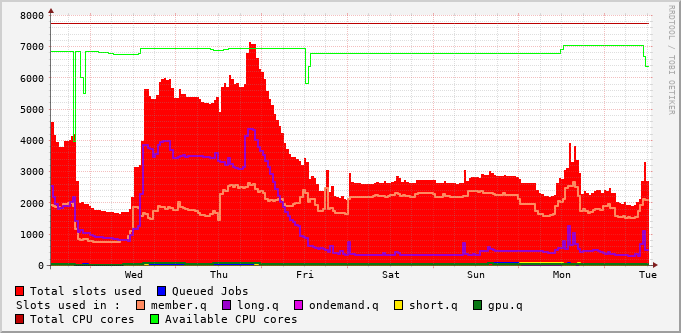 8000
7000
6000
5000
4000
3000
2000
1000
0
Wed Thu Fri Sat Sun Mon Tue
RRDTOOL / TOBI OETIKER
Total slots used Queued Jobs
Slots used in : member.q long.q ondemand.q short.q gpu.q
Total CPU cores Available CPU cores